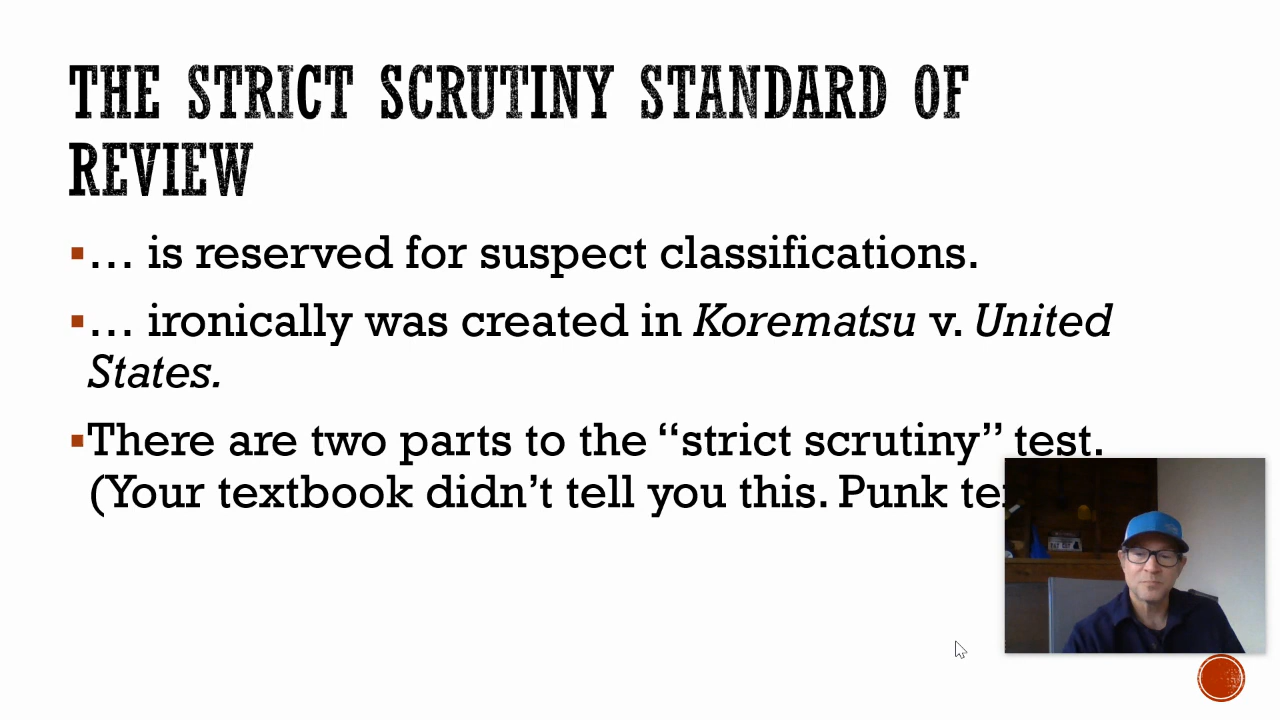 THE STRICT SCRUTINY STANDARD OF
REVIEW
▪… is reserved for suspect classifications.
▪… ironically was created in Korematsu v. United
States.
▪There are two parts to the “strict scrutiny” test.
(Your textbook didn’t tell you this. Punk